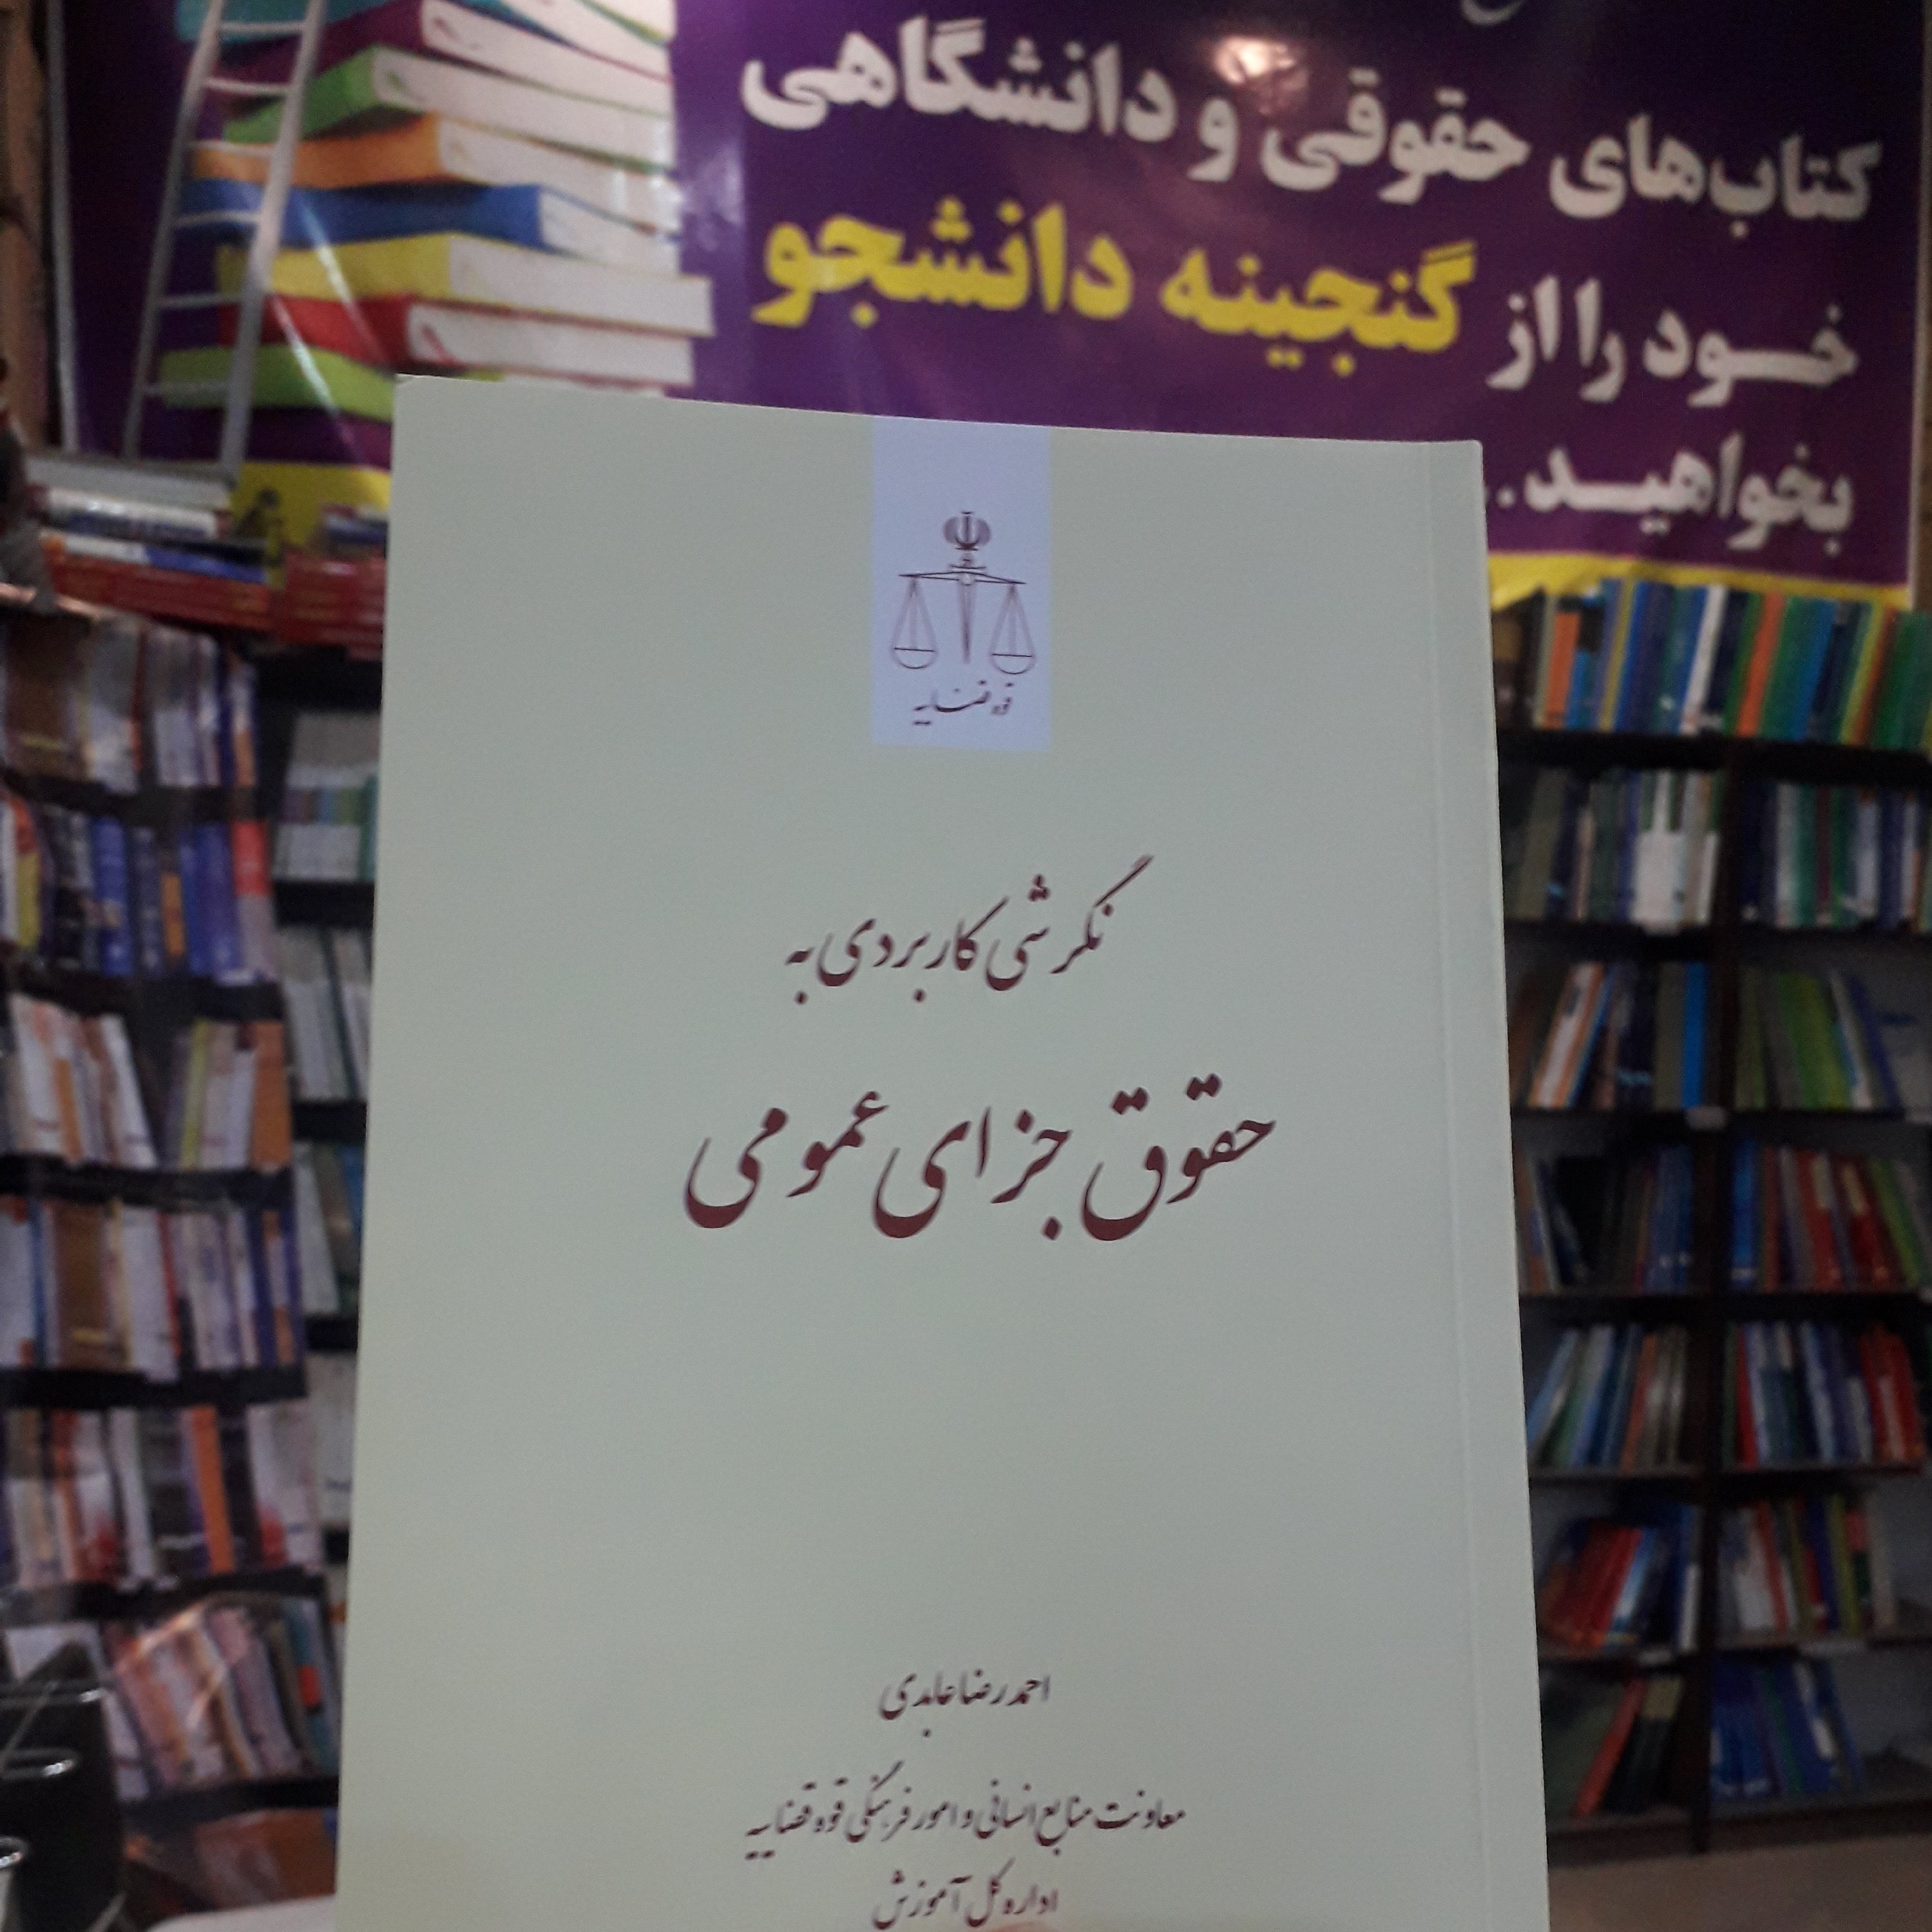 کتاب‌های حقوقی و دانشگاهی
خود را از گنجینه دانشجو
بخواهید..
قوه قضاییه
نگرشی کاربردی به
حقوق جزای عمومی
احمدرضا عابدی
معاونت منابع انسانی و امور فرهنگی قوه قضاییه
اداره کل آموزش